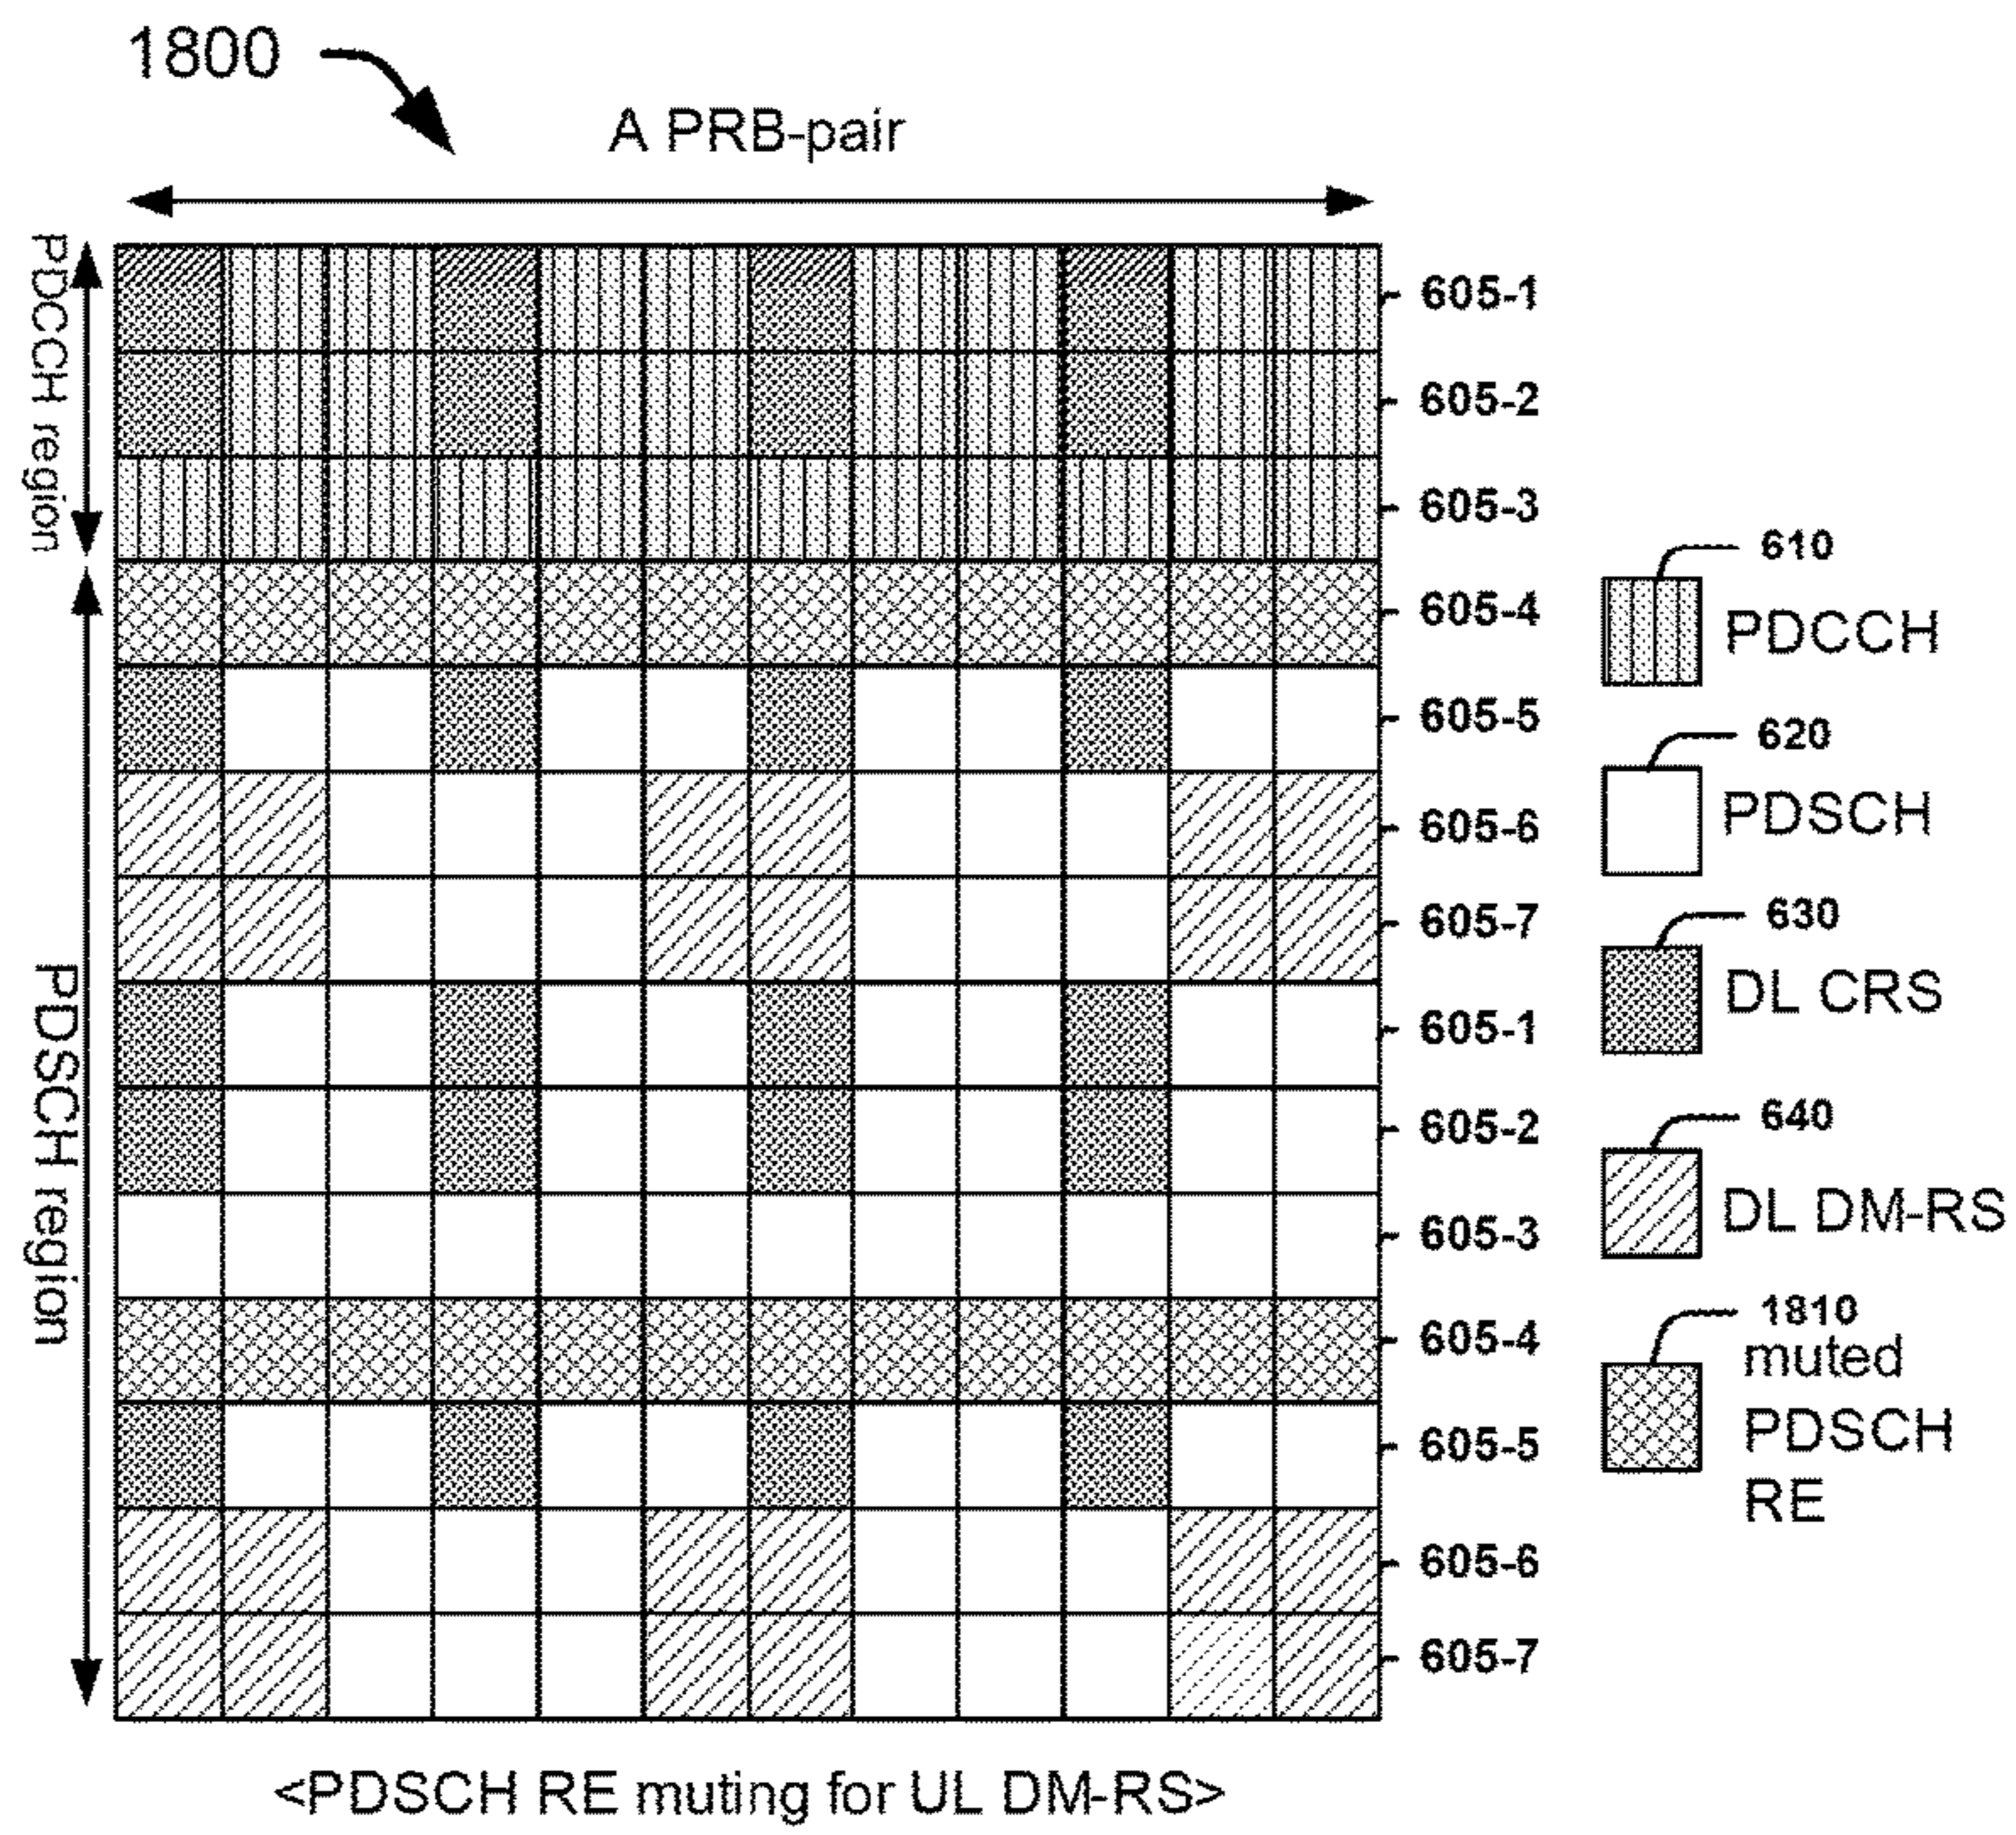 1800
A PRB-pair
PDCCH region
PDSCH region
605-1
605-2
605-3
605-4
605-5
605-6
605-7
605-1
605-2
605-3
605-4
605-5
605-6
605-7
610
PDCCH
620
PDSCH
630
DL CRS
640
DL DM-RS
1810
muted
PDSCH
RE
<PDSCH RE muting for UL DM-RS>